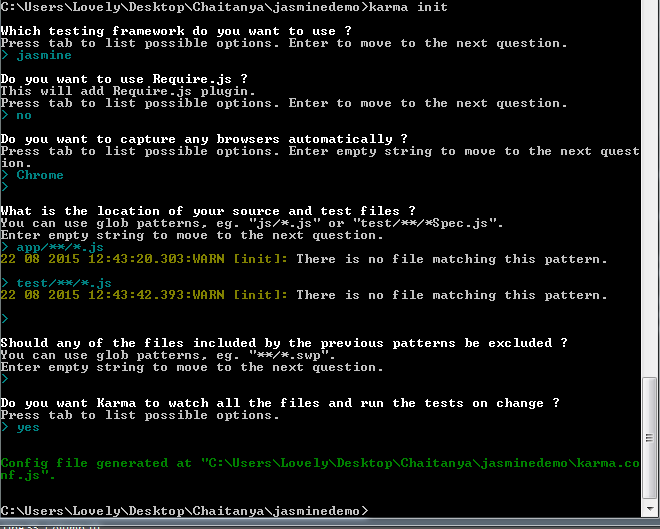 C:\Users\Lovely\Desktop\Chaitanya\jasminedemo>karma init
Which testing framework do you want to use ?
Press tab to list possible options. Enter to move to the next question.
> jasmine
Do you want to use Require.js ?
This will add Require.js plugin.
Press tab to list possible options. Enter to move to the next question.
> no
Do you want to capture any browsers automatically ?
Press tab to list possible options. Enter empty string to move to the next quest
ion.
> Chrome
>
What is the location of your source and test files ?
You can use glob patterns, eg. "js/*.js" or "test/**/*Spec.js".
Enter empty string to move to the next question.
> app/**/*.js
22 08 2015 12:43:20.303:WARN [init]: There is no file matching this pattern.
> test/**/*.js
22 08 2015 12:43:42.393:WARN [init]: There is no file matching this pattern.
>
Should any of the files included by the previous patterns be excluded ?
You can use glob patterns, eg. "**/*.swp".
Enter empty string to move to the next question.
>
Do you want Karma to watch all the files and run the tests on change ?
Press tab to list possible options.
> yes
Config file generated at "C:\Users\Lovely\Desktop\Chaitanya\jasminedemo\karma.co
nf.js".
C:\Users\Lovely\Desktop\Chaitanya\jasminedemo>